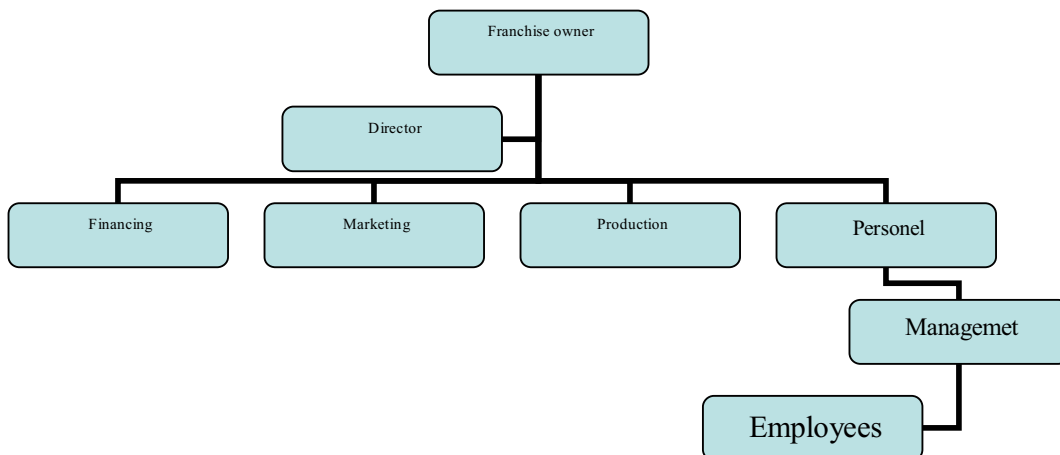 Franchise owner
Director
Financing
Marketing
Production
Personel
Managemet
Employees